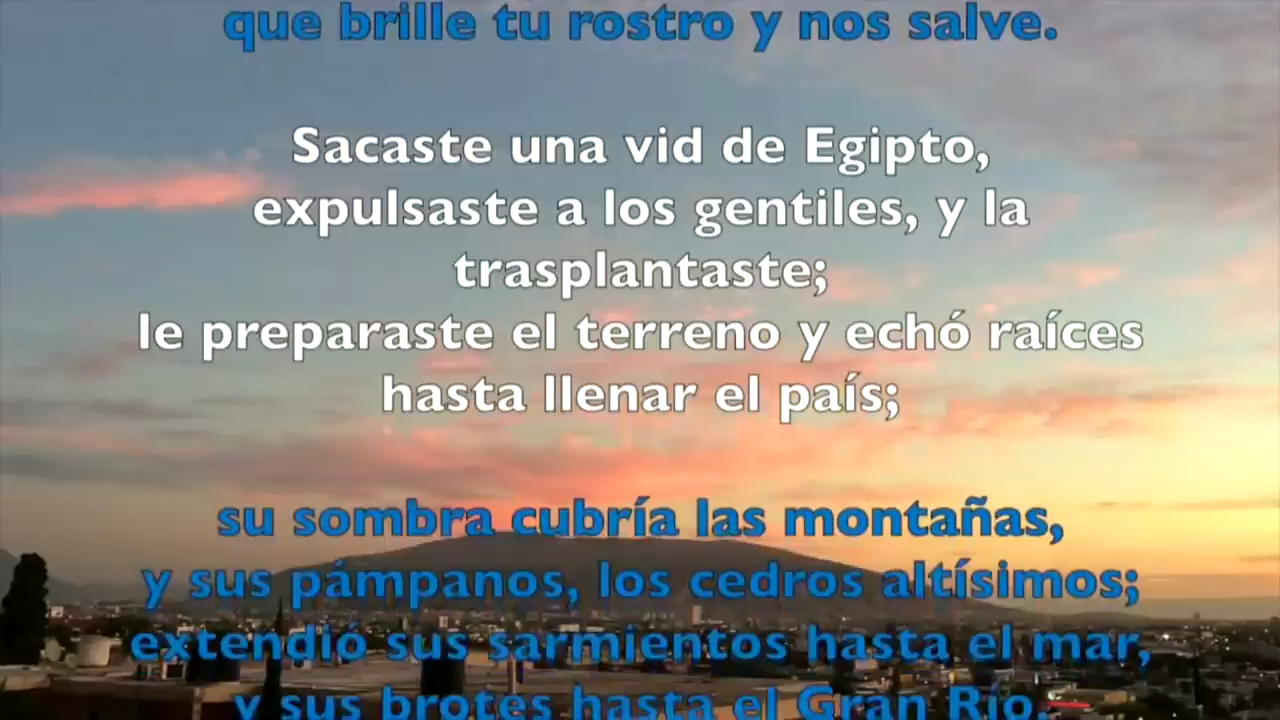 que brille tu rostro y nos salve.
Sacaste una vid de Egipto,
expulsaste a los gentiles, y la
trasplantaste;
le preparaste el terreno y echó raíces
hasta llenar el país;
su sombra cubría las montañas,
y sus pámpanos, los cedros altísimos;
extendió sus sarmientos hasta el mar,
y sus brotes hasta el Gran Río.